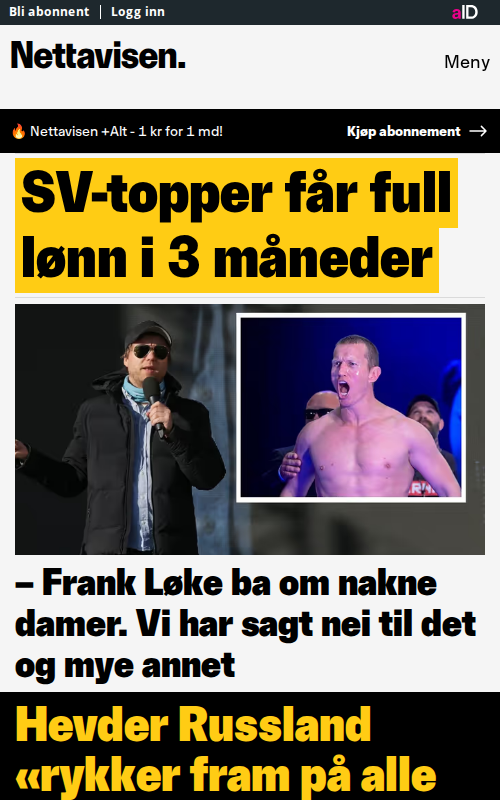 Bli abonnent | Logg inn
aID
Nettavisen.
Meny
🔥 Nettavisen +Alt - 1 kr for 1 md!
Kjøp abonnement →
SV-topper får full
lønn i 3 måneder
– Frank Løke ba om nakne
damer. Vi har sagt nei til det
og mye annet
Hevder Russland
«rykker fram på alle